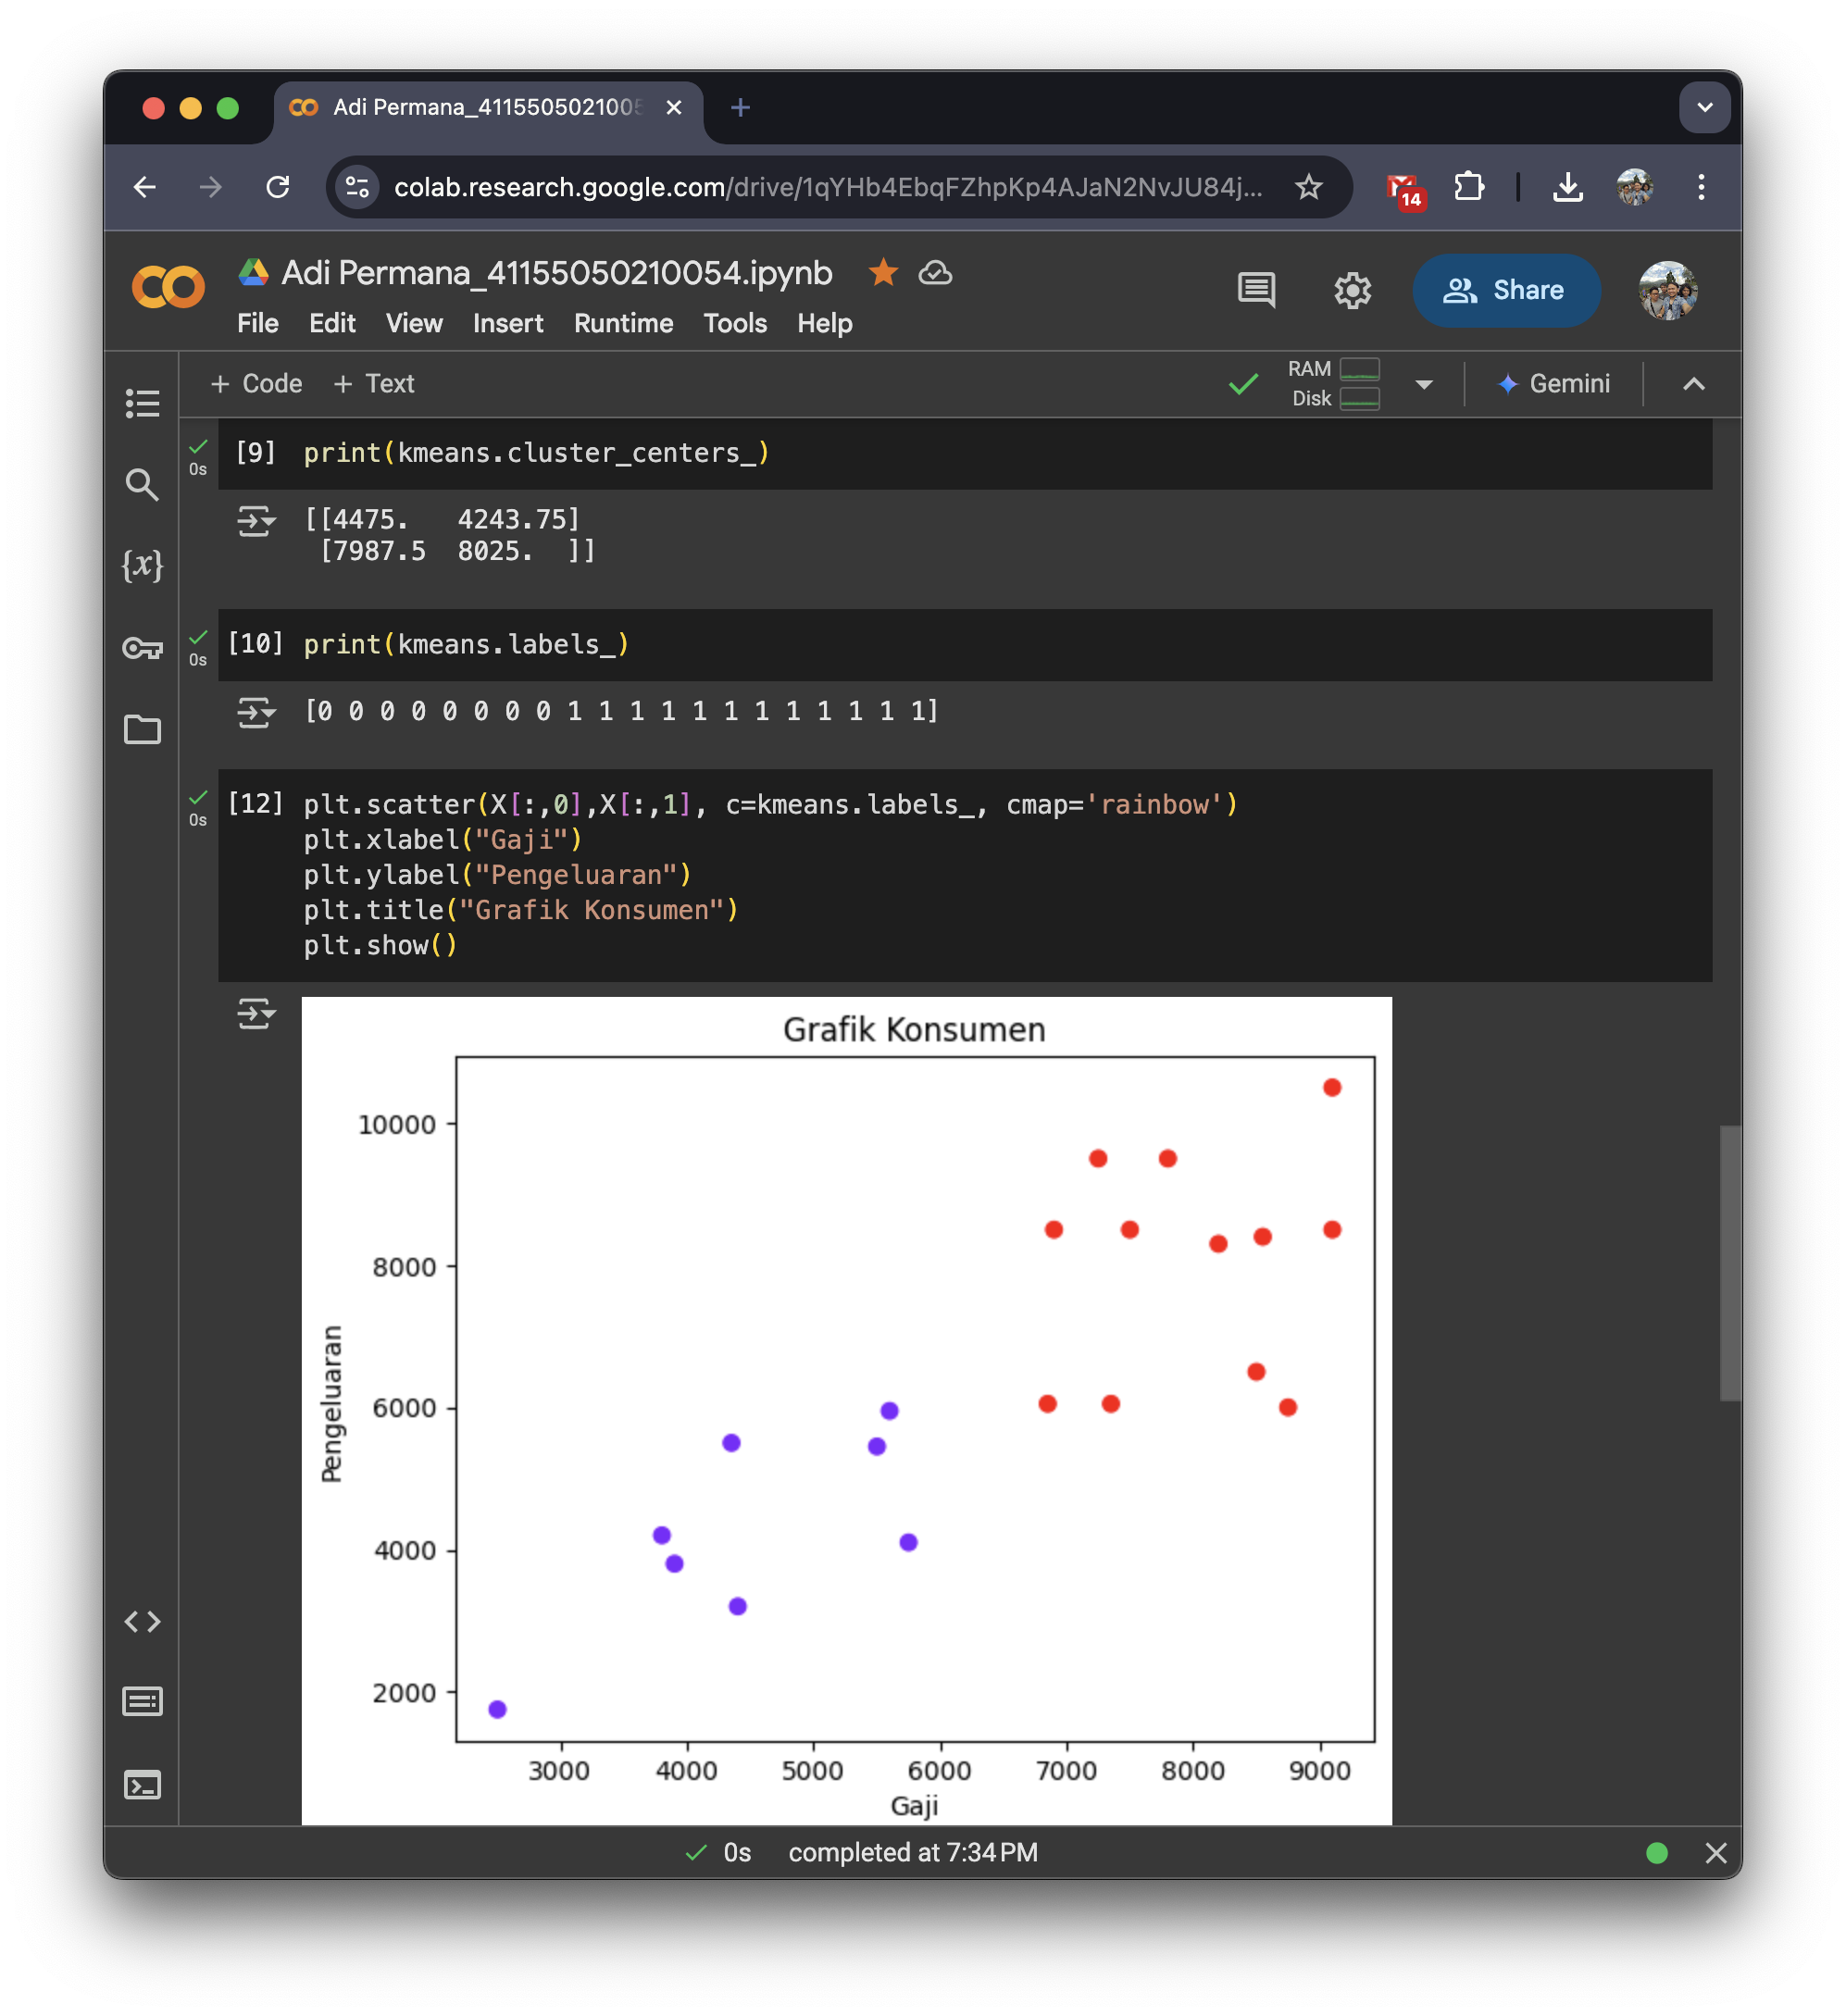 Adi Permana_4115505021005
colab.research.google.com/drive/1qYHb4EbqFZhpKp4AJaN2NvJU84j...
14
Adi Permana_41155050210054.ipynb
File Edit View Insert Runtime Tools Help
Share
+ Code + Text
RAM
Disk
Gemini
[9] print(kmeans.cluster_centers_)
0s
[[4475. 4243.75]
[7987.5 8025. ]]
{x}
[10] print(kmeans.labels_)
0s
[0 0 0 0 0 0 0 0 1 1 1 1 1 1 1 1 1 1 1 1]
[12] plt.scatter(X[:,0],X[:,1], c=kmeans.labels_, cmap='rainbow')
0s
plt.xlabel("Gaji")
plt.ylabel("Pengeluaran")
plt.title("Grafik Konsumen")
plt.show()
Grafik Konsumen
10000
8000
6000
4000
2000
Pengeluaran
3000 4000 5000 6000 7000 8000 9000
Gaji
0s completed at 7:34 PM